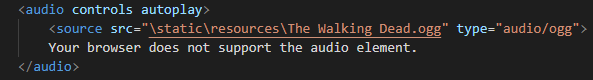 <audio controls autoplay>
<source src="\static\resources\The Walking Dead.ogg" type="audio/ogg">
Your browser does not support the audio element.
</audio>